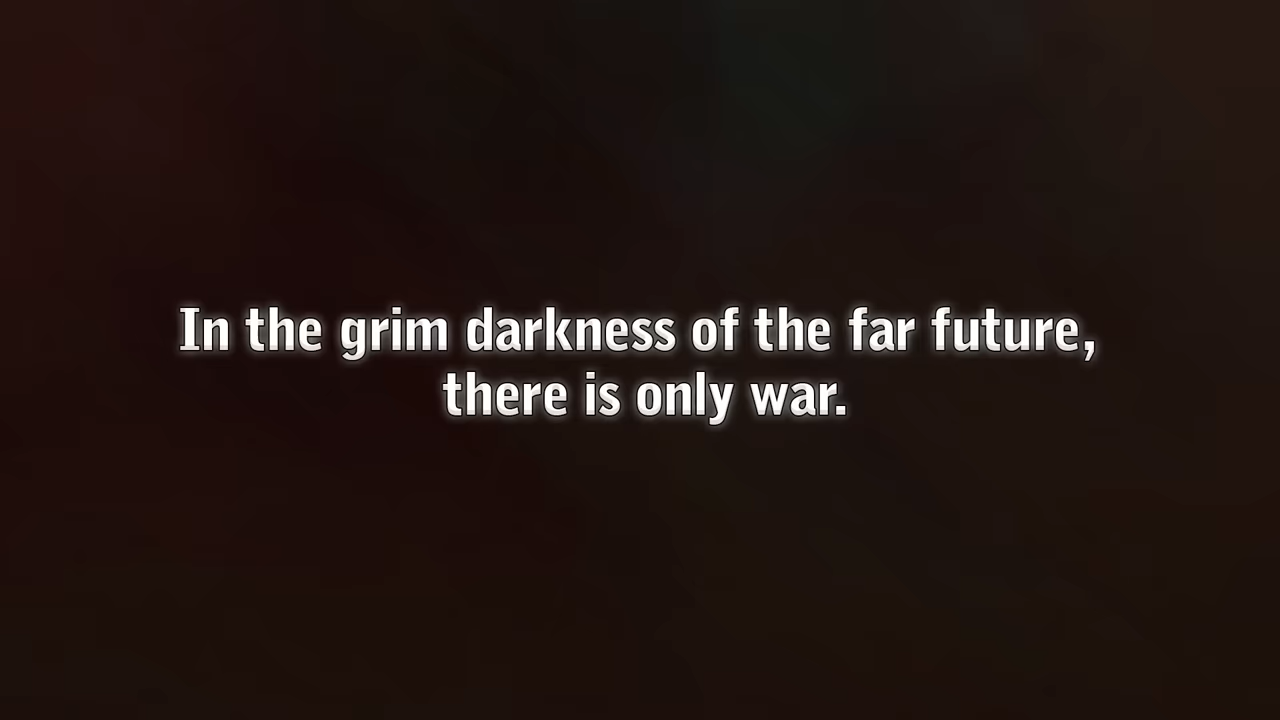 In the grim darkness of the far future,
there is only war.